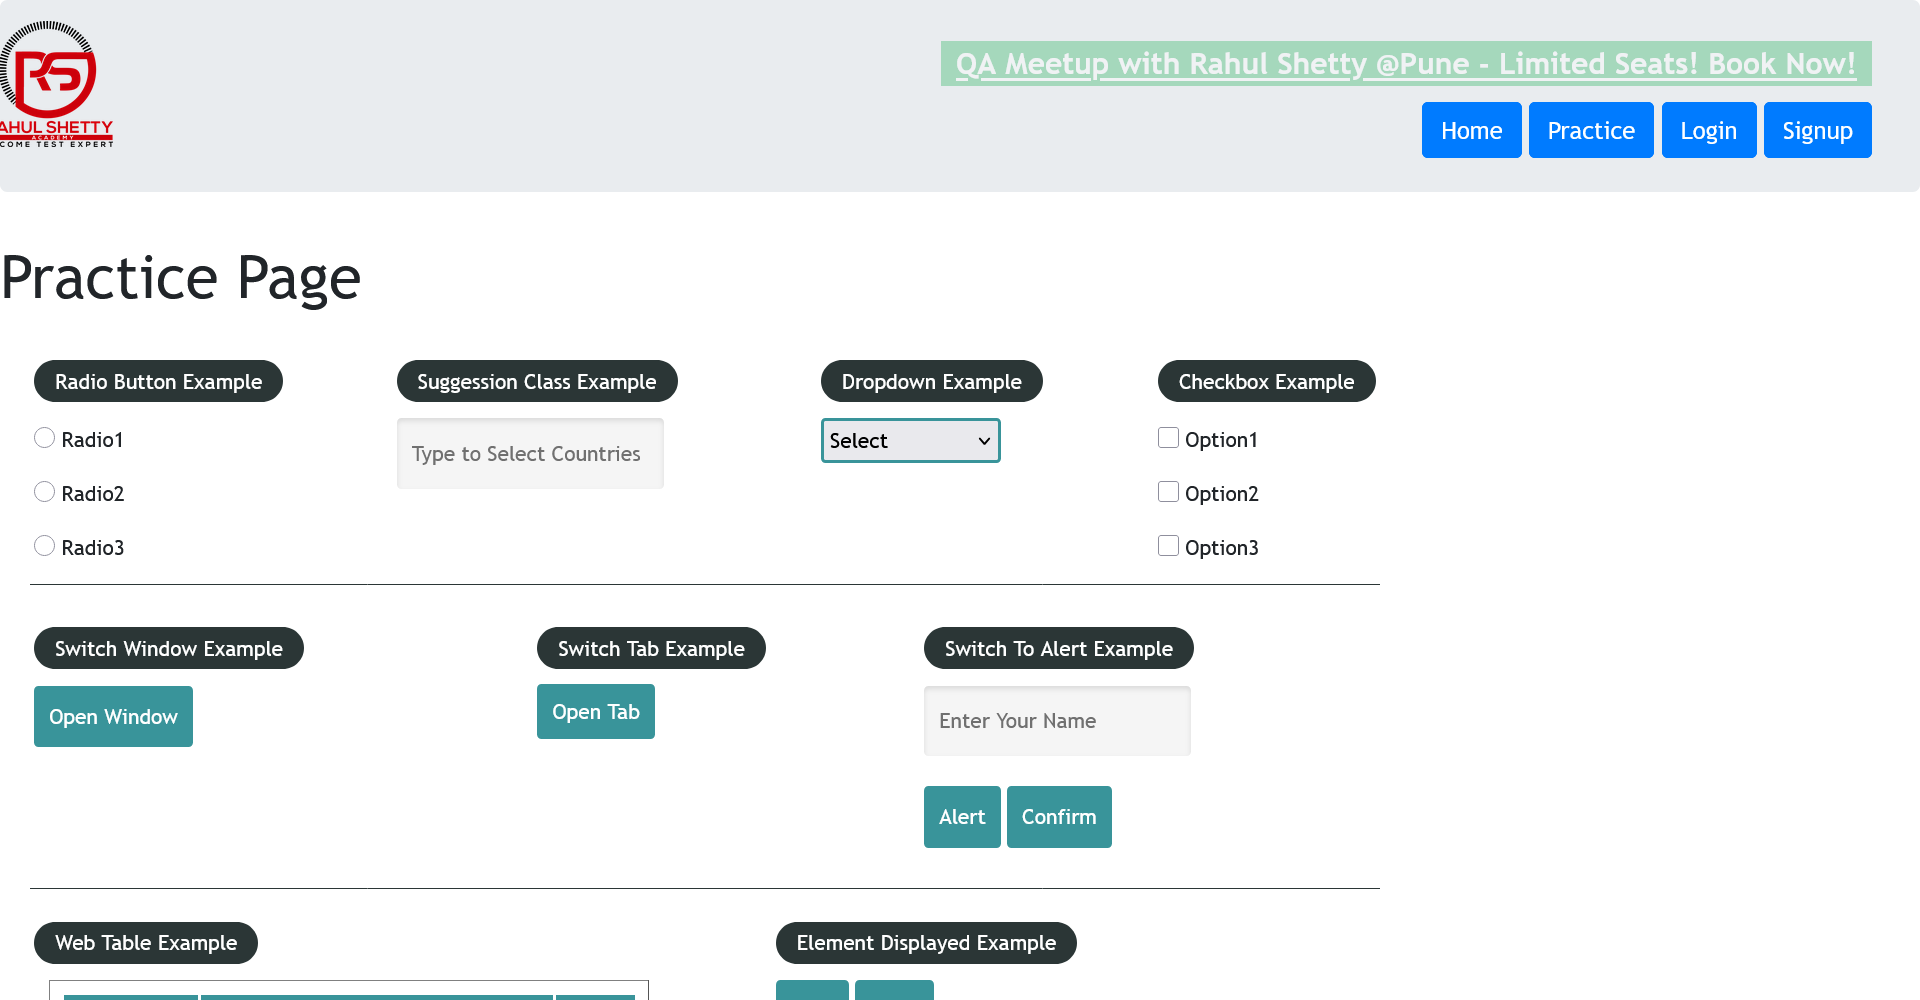 AHUL SHETTY
ACADEMY
COME TEST EXPERT
QA Meetup with Rahul Shetty @Pune - Limited Seats! Book Now!
Home Practice Login Signup
Practice Page
Radio Button Example Suggession Class Example Dropdown Example Checkbox Example
Radio1 Type to Select Countries Select Option1
Radio2 Option2
Radio3 Option3
Switch Window Example Switch Tab Example Switch To Alert Example
Open Window Open Tab Enter Your Name
Alert Confirm
Web Table Example Element Displayed Example